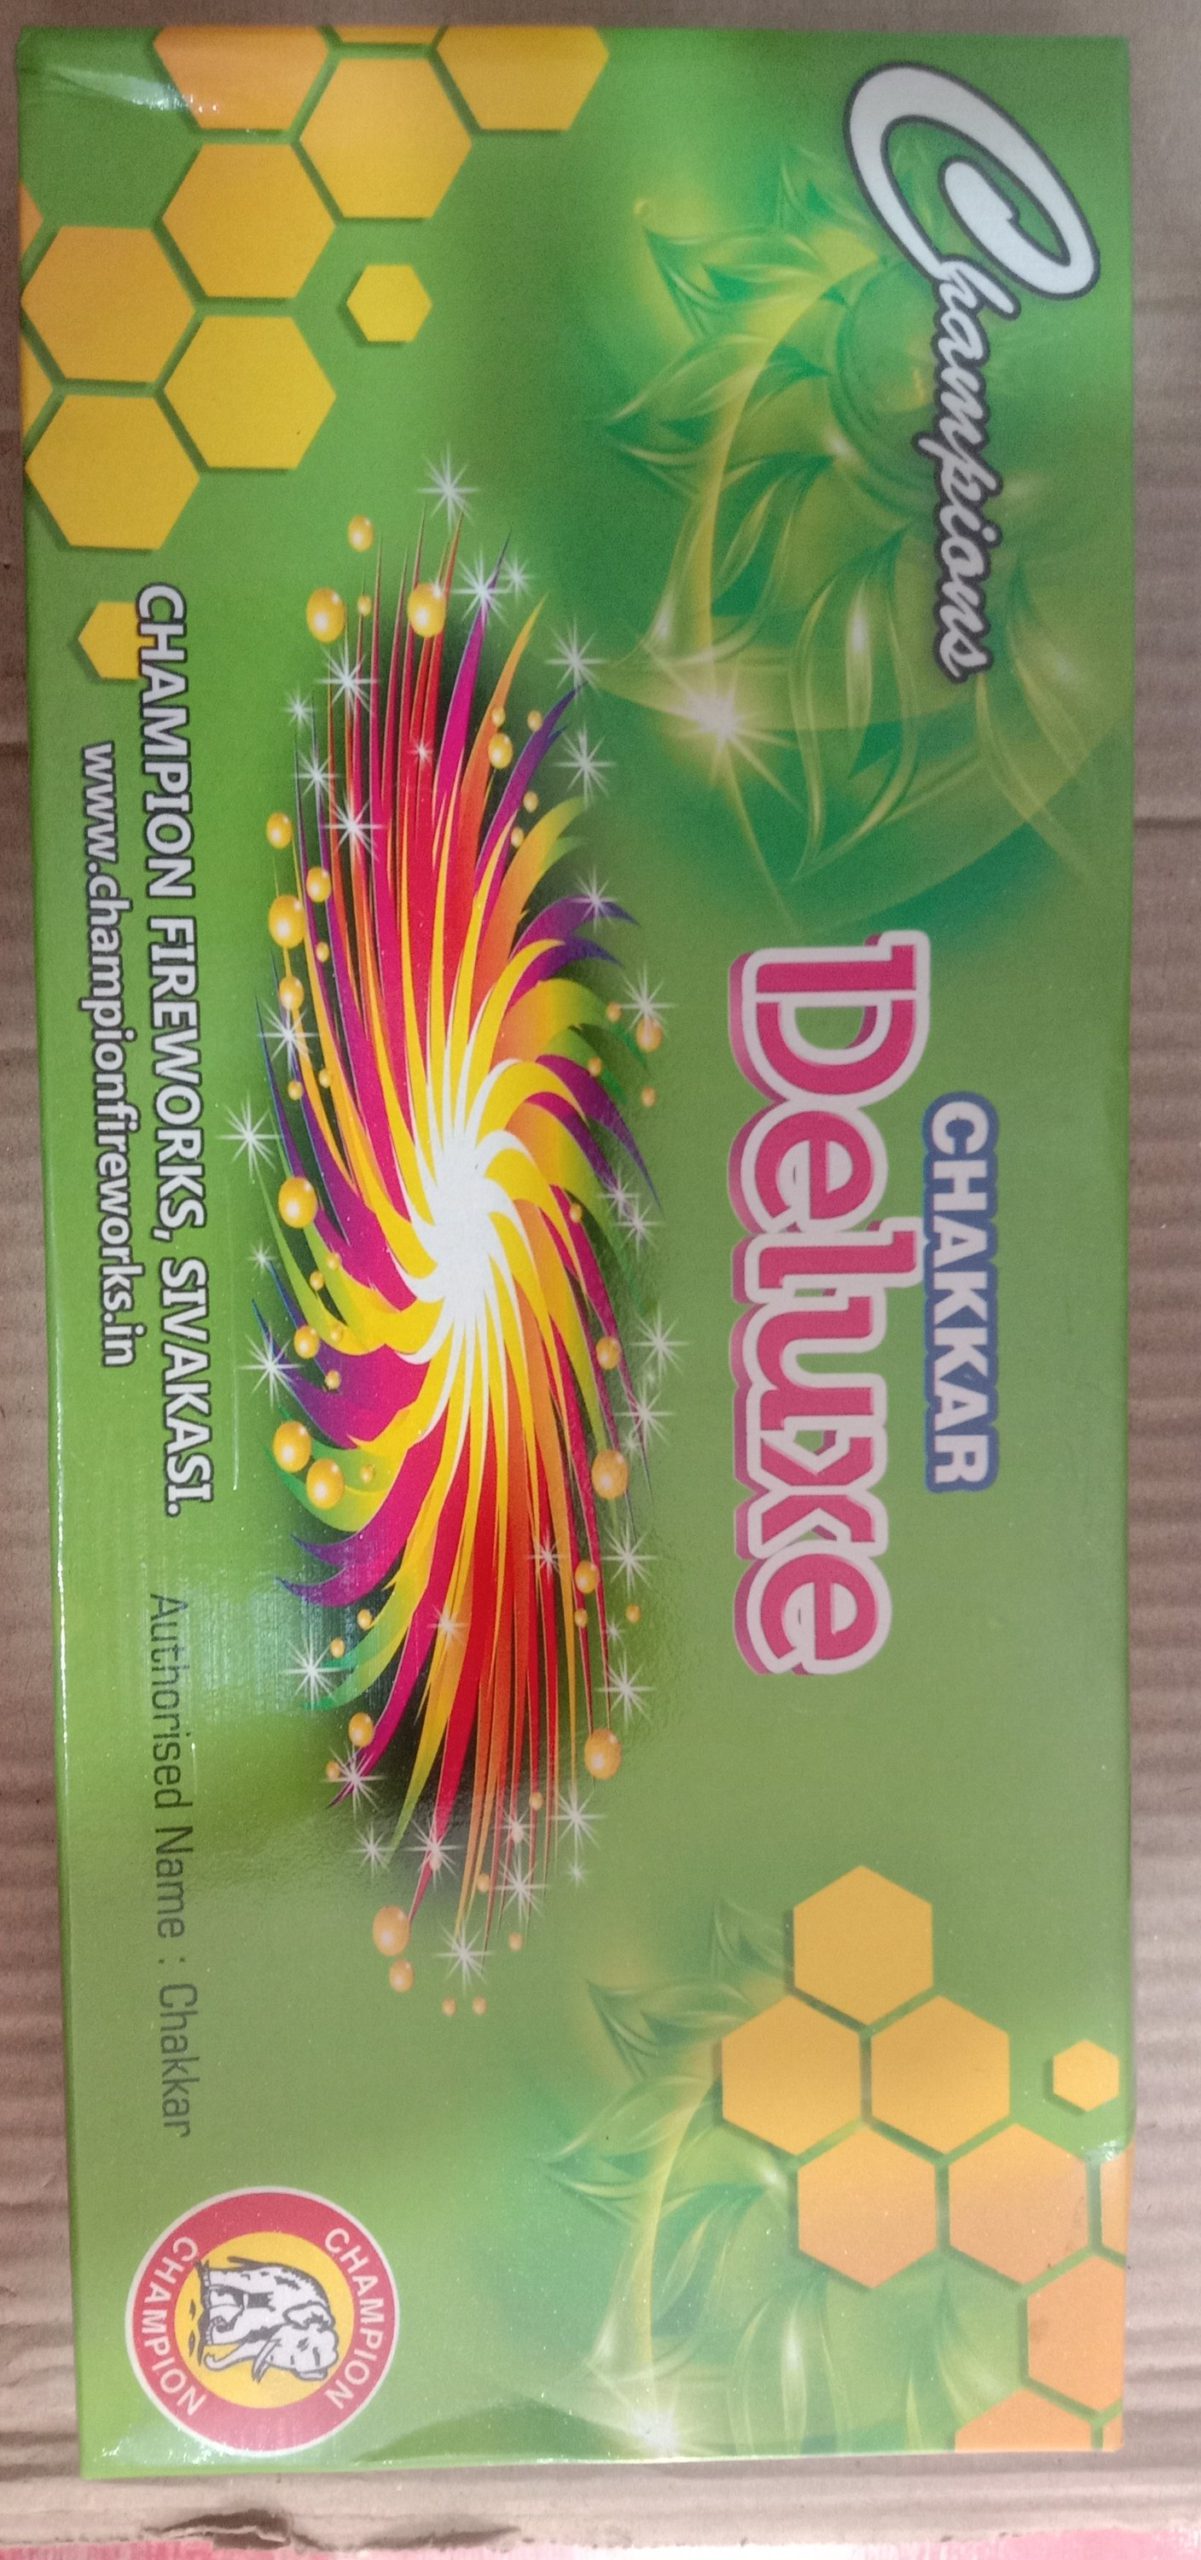 Champions
CHAKKAR
Deluxe
CHAMPION FIREWORKS, SIVAKASI.
www.championfireworks.in
Authorised Name : Chakkar
CHAMPION
CHAMPION